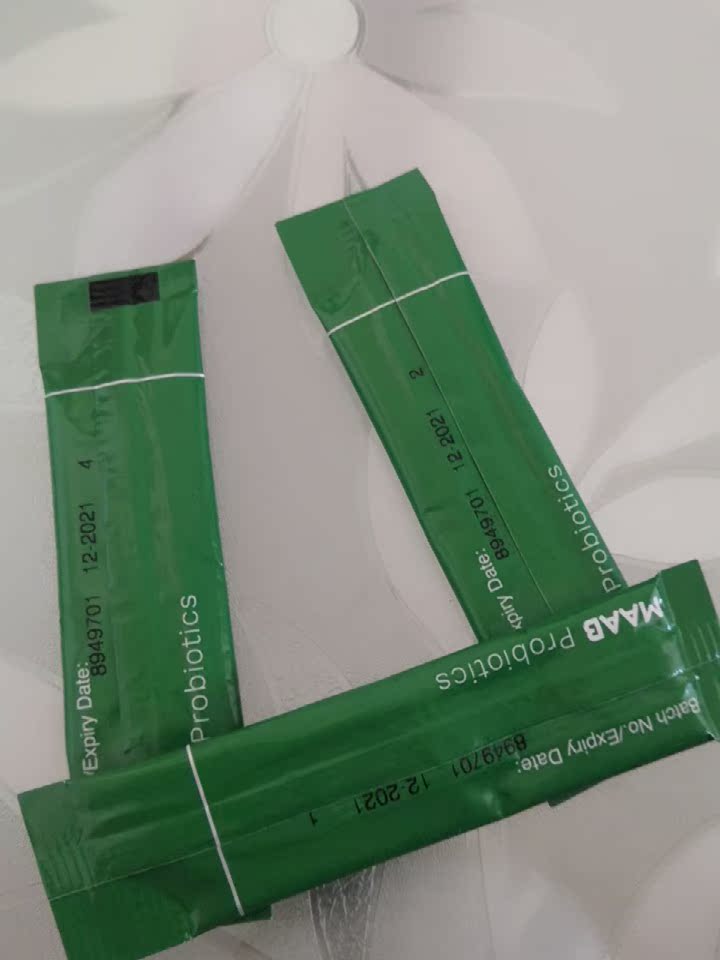 /Expiry Date:
8949701 12-2021 4
Probiotics
xpiry Date:
8949701 12-2021 2
Probiotics
MAAB Probiotics
Batch No./Expiry Date:
8949701 12-2021 1